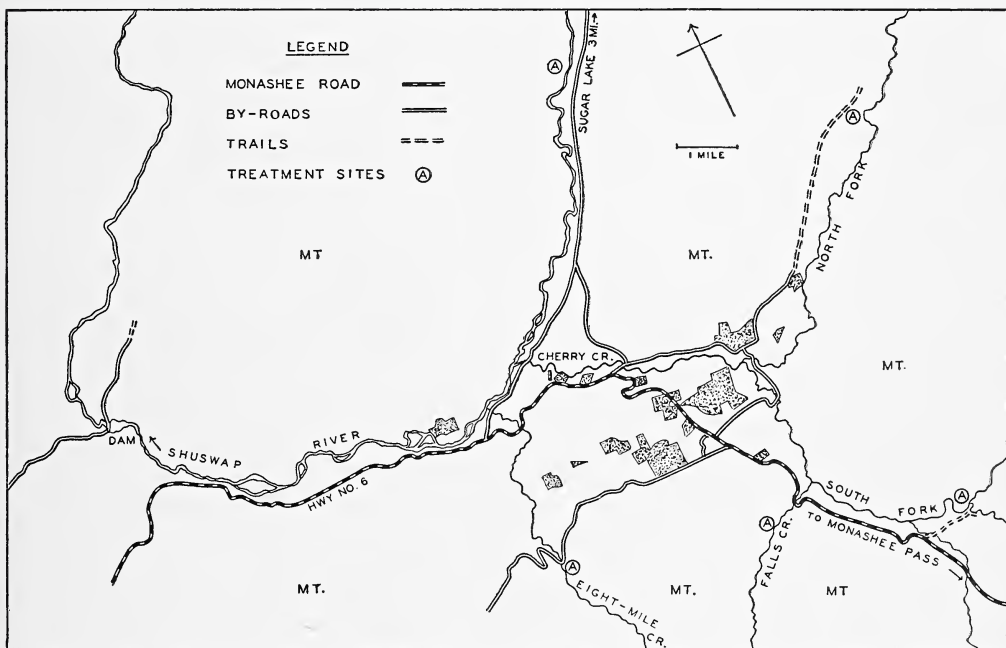 LEGEND
MONASHEE ROAD
BY-ROADS
TRAILS
TREATMENT SITES A
A
SUGAR LAKE 3 MI.
1 MILE
A
NORTH FORK
MT
MT.
MT.
CHERRY CR.
DAM
SHUSWAP RIVER
HWY NO. 6
SOUTH FORK
A
A
TO MONASHEE PASS
FALLS CR.
A
EIGHT-MILE CR.
MT.
MT.
MT